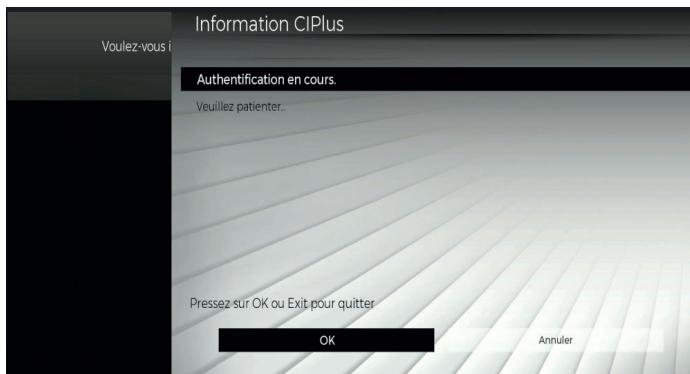 Information CIPlus
Voulez-vous i
Authentification en cours.
Veuillez patienter..
Pressez sur OK ou Exit pour quitter
OK
Annuler